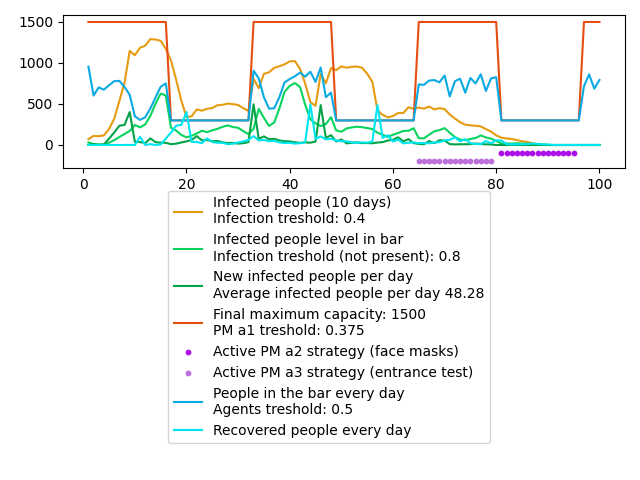 1500
1000
500
0
0 20 40 60 80 100
Infected people (10 days)
Infection treshold: 0.4
Infected people level in bar
Infection treshold (not present): 0.8
New infected people per day
Average infected people per day 48.28
Final maximum capacity: 1500
PM a1 treshold: 0.375
Active PM a2 strategy (face masks)
Active PM a3 strategy (entrance test)
People in the bar every day
Agents treshold: 0.5
Recovered people every day